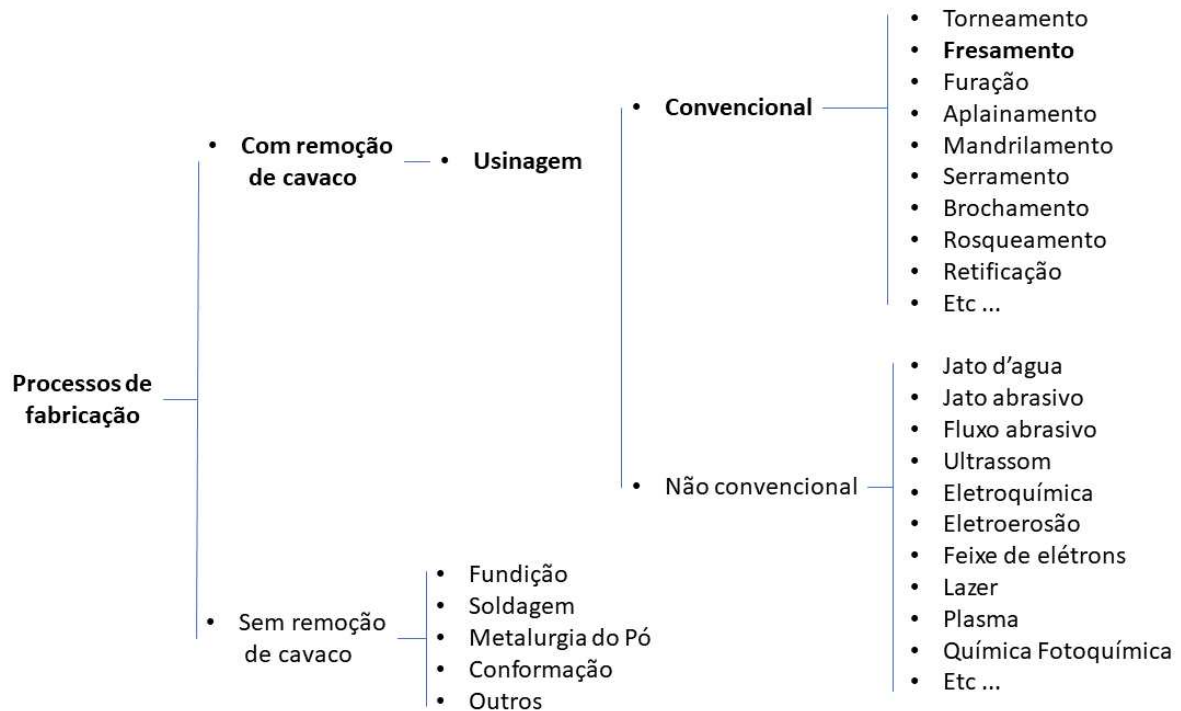 Processos de
fabricação
• Com remoção
de cavaco
• Usinagem
• Convencional
• Torneamento
• Fresamento
• Furação
• Aplainamento
• Mandrilamento
• Serramento
• Brochamento
• Rosqueamento
• Retificação
• Etc ...
• Não convencional
• Jato d’agua
• Jato abrasivo
• Fluxo abrasivo
• Ultrassom
• Eletroquímica
• Eletroerosão
• Feixe de elétrons
• Lazer
• Plasma
• Química Fotoquímica
• Etc ...
• Sem remoção
de cavaco
• Fundição
• Soldagem
• Metalurgia do Pó
• Conformação
• Outros